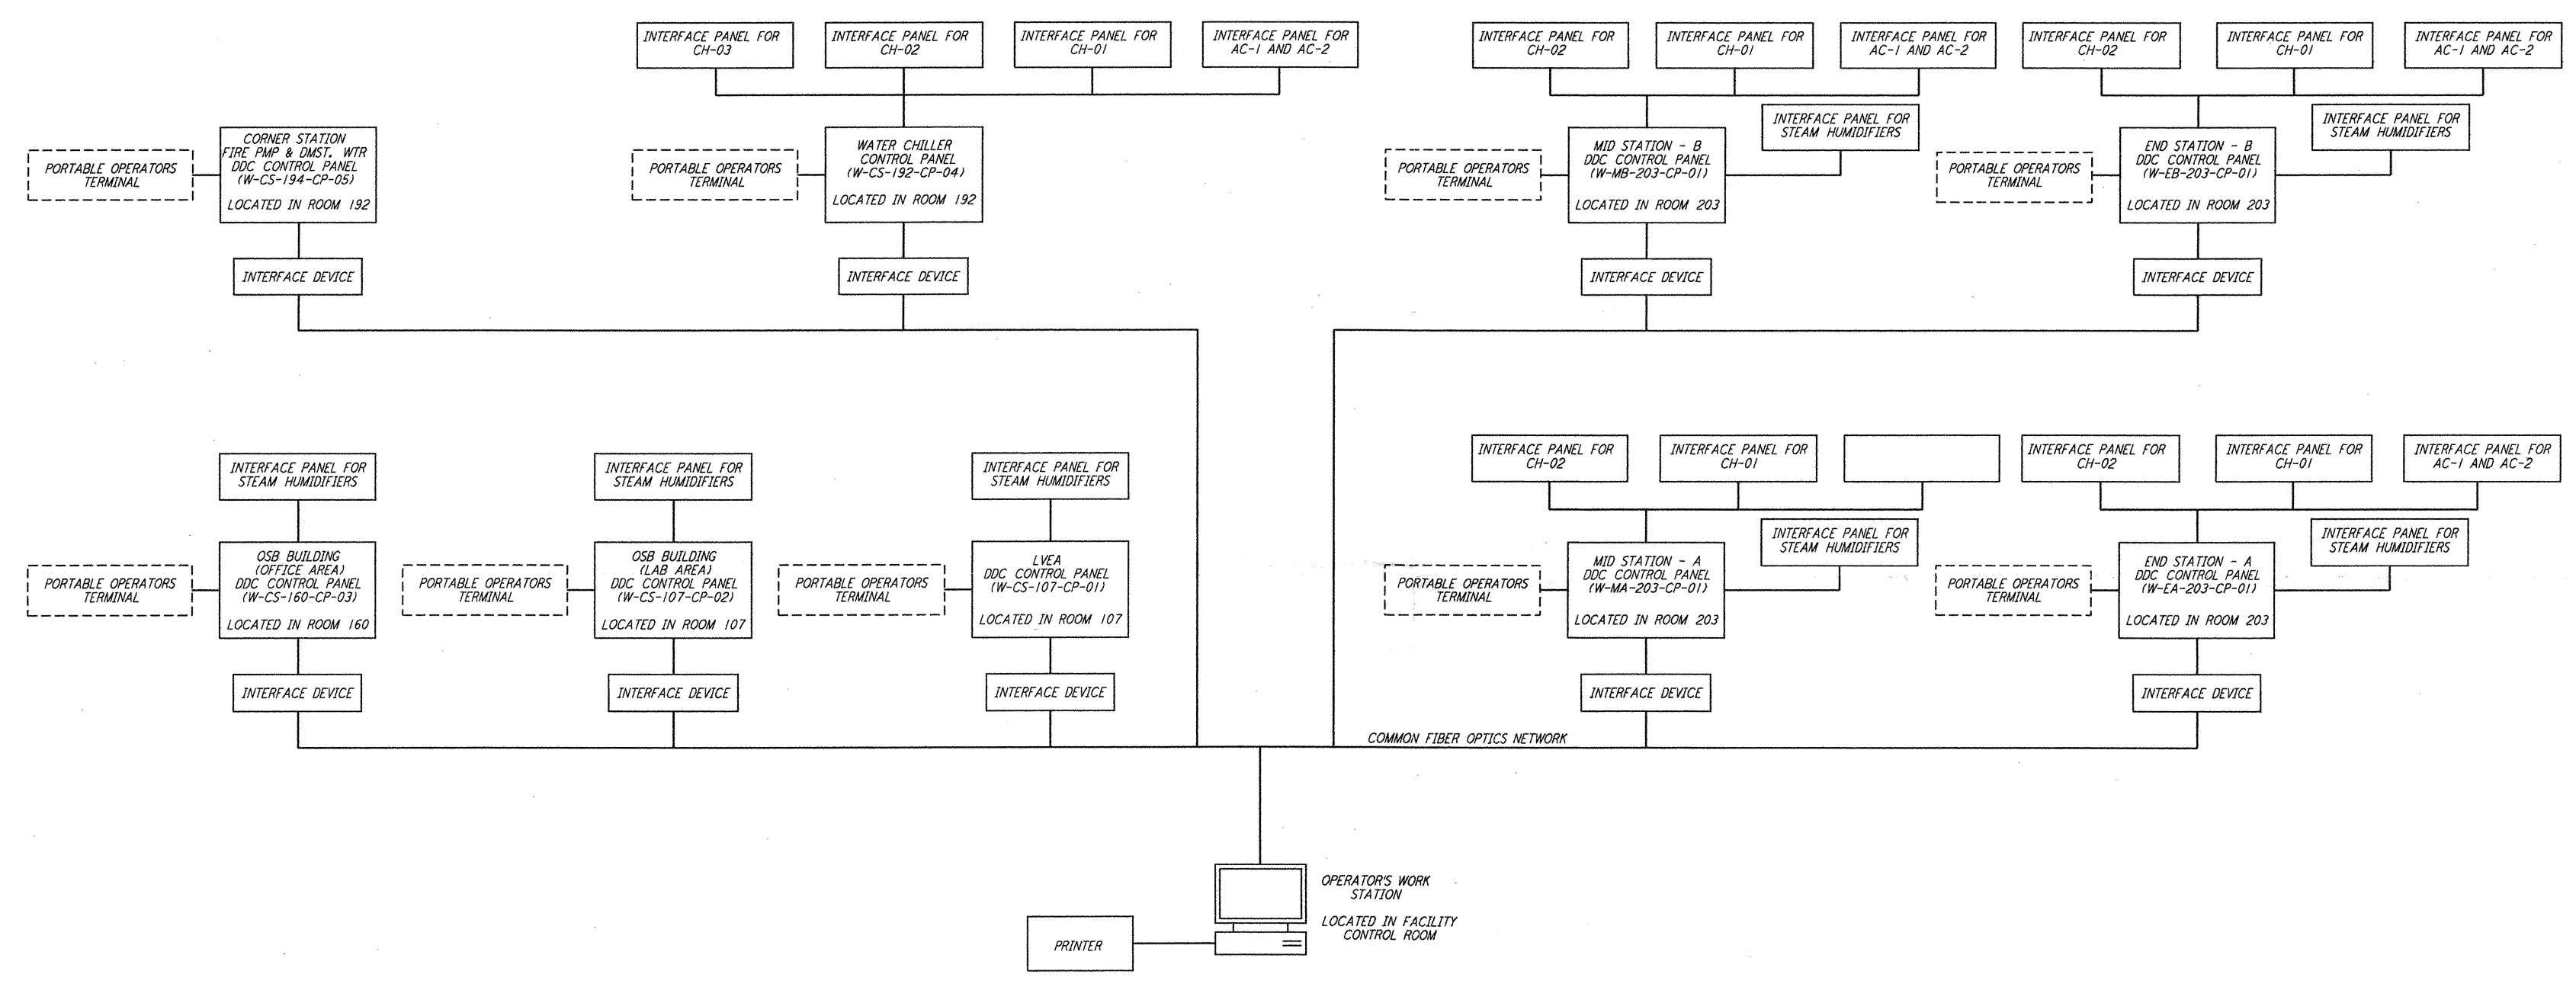 INTERFACE PANEL FOR
CH-03
INTERFACE PANEL FOR
CH-02
INTERFACE PANEL FOR
CH-01
INTERFACE PANEL FOR
AC-1 AND AC-2
INTERFACE PANEL FOR
CH-02
INTERFACE PANEL FOR
CH-01
INTERFACE PANEL FOR
AC-1 AND AC-2
INTERFACE PANEL FOR
CH-02
INTERFACE PANEL FOR
CH-01
INTERFACE PANEL FOR
AC-1 AND AC-2
PORTABLE OPERATORS
TERMINAL
CORNER STATION
FIRE PMP & DMST. WTR
DDC CONTROL PANEL
(W-CS-194-CP-05)
LOCATED IN ROOM 192
PORTABLE OPERATORS
TERMINAL
WATER CHILLER
CONTROL PANEL
(W-CS-192-CP-04)
LOCATED IN ROOM 192
PORTABLE OPERATORS
TERMINAL
MID STATION - B
DDC CONTROL PANEL
(W-MB-203-CP-01)
LOCATED IN ROOM 203
INTERFACE PANEL FOR
STEAM HUMIDIFIERS
PORTABLE OPERATORS
TERMINAL
END STATION - B
DDC CONTROL PANEL
(W-EB-203-CP-01)
LOCATED IN ROOM 203
INTERFACE PANEL FOR
STEAM HUMIDIFIERS
INTERFACE DEVICE
INTERFACE DEVICE
INTERFACE DEVICE
INTERFACE DEVICE
INTERFACE PANEL FOR
STEAM HUMIDIFIERS
INTERFACE PANEL FOR
STEAM HUMIDIFIERS
INTERFACE PANEL FOR
STEAM HUMIDIFIERS
INTERFACE PANEL FOR
CH-02
INTERFACE PANEL FOR
CH-01
INTERFACE PANEL FOR
CH-02
INTERFACE PANEL FOR
CH-01
INTERFACE PANEL FOR
AC-1 AND AC-2
PORTABLE OPERATORS
TERMINAL
OSB BUILDING
(OFFICE AREA)
DDC CONTROL PANEL
(W-CS-160-CP-03)
LOCATED IN ROOM 160
PORTABLE OPERATORS
TERMINAL
OSB BUILDING
(LAB AREA)
DDC CONTROL PANEL
(W-CS-107-CP-02)
LOCATED IN ROOM 107
PORTABLE OPERATORS
TERMINAL
LVEA
DDC CONTROL PANEL
(W-CS-107-CP-01)
LOCATED IN ROOM 107
PORTABLE OPERATORS
TERMINAL
MID STATION - A
DDC CONTROL PANEL
(W-MA-203-CP-01)
LOCATED IN ROOM 203
INTERFACE PANEL FOR
STEAM HUMIDIFIERS
PORTABLE OPERATORS
TERMINAL
END STATION - A
DDC CONTROL PANEL
(W-EA-203-CP-01)
LOCATED IN ROOM 203
INTERFACE PANEL FOR
STEAM HUMIDIFIERS
INTERFACE DEVICE
INTERFACE DEVICE
INTERFACE DEVICE
INTERFACE DEVICE
INTERFACE DEVICE
COMMON FIBER OPTICS NETWORK
OPERATOR'S WORK
STATION
LOCATED IN FACILITY
CONTROL ROOM
PRINTER